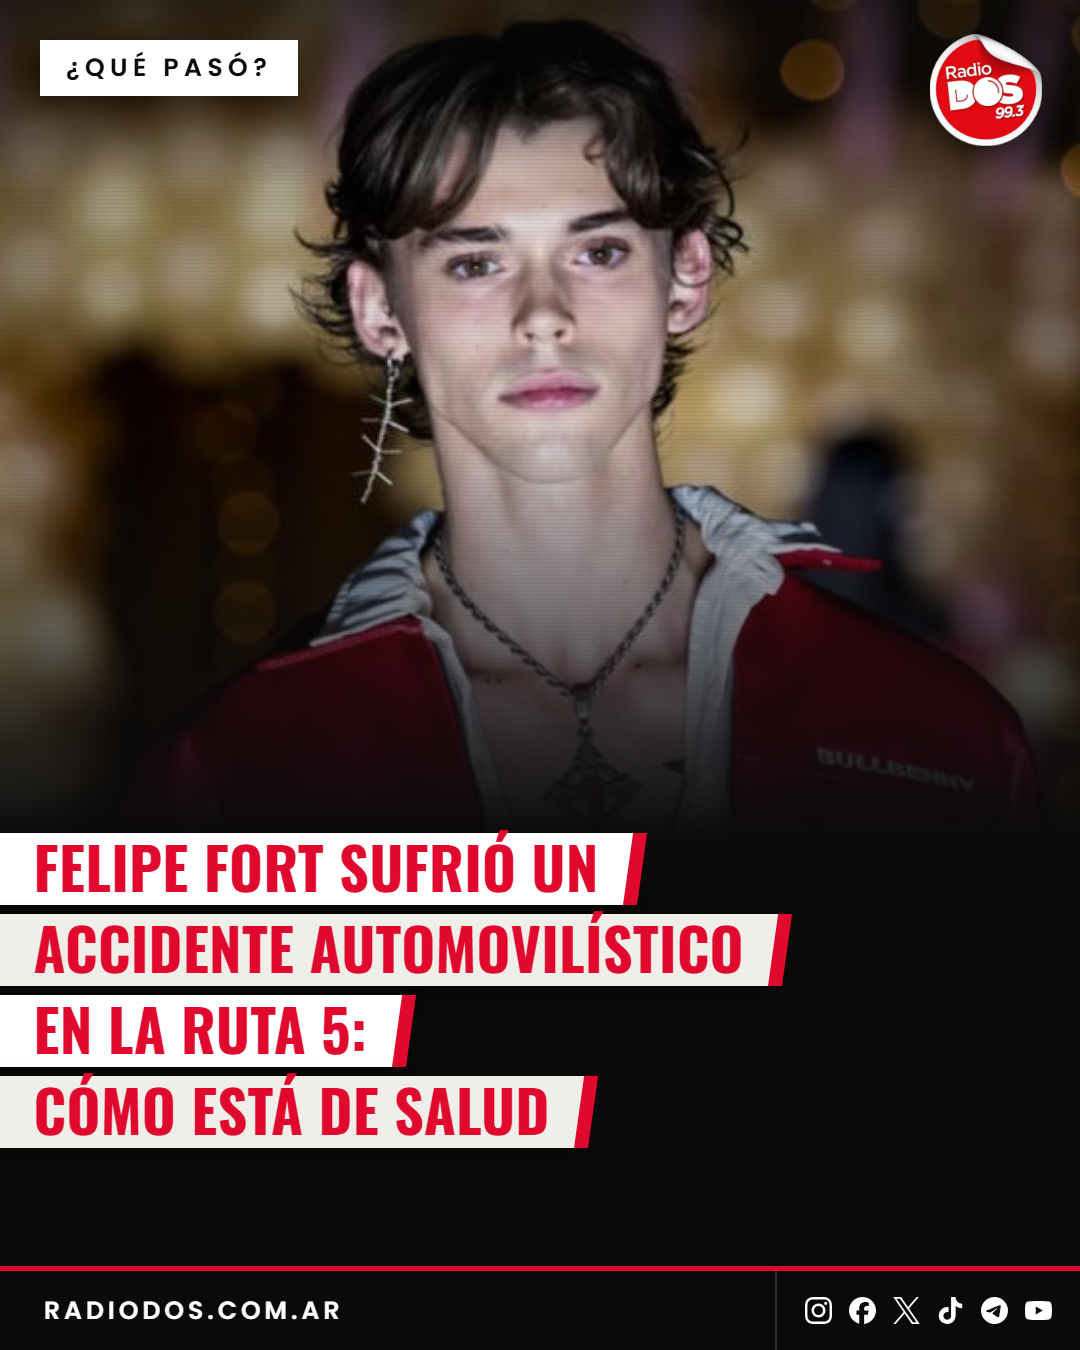 ¿QUÉ PASÓ?
Radio
DOS
99.3
BULLBENNY
FELIPE FORT SUFRIÓ UN
ACCIDENTE AUTOMOVILÍSTICO
EN LA RUTA 5:
CÓMO ESTÁ DE SALUD
RADIODOS.COM.AR